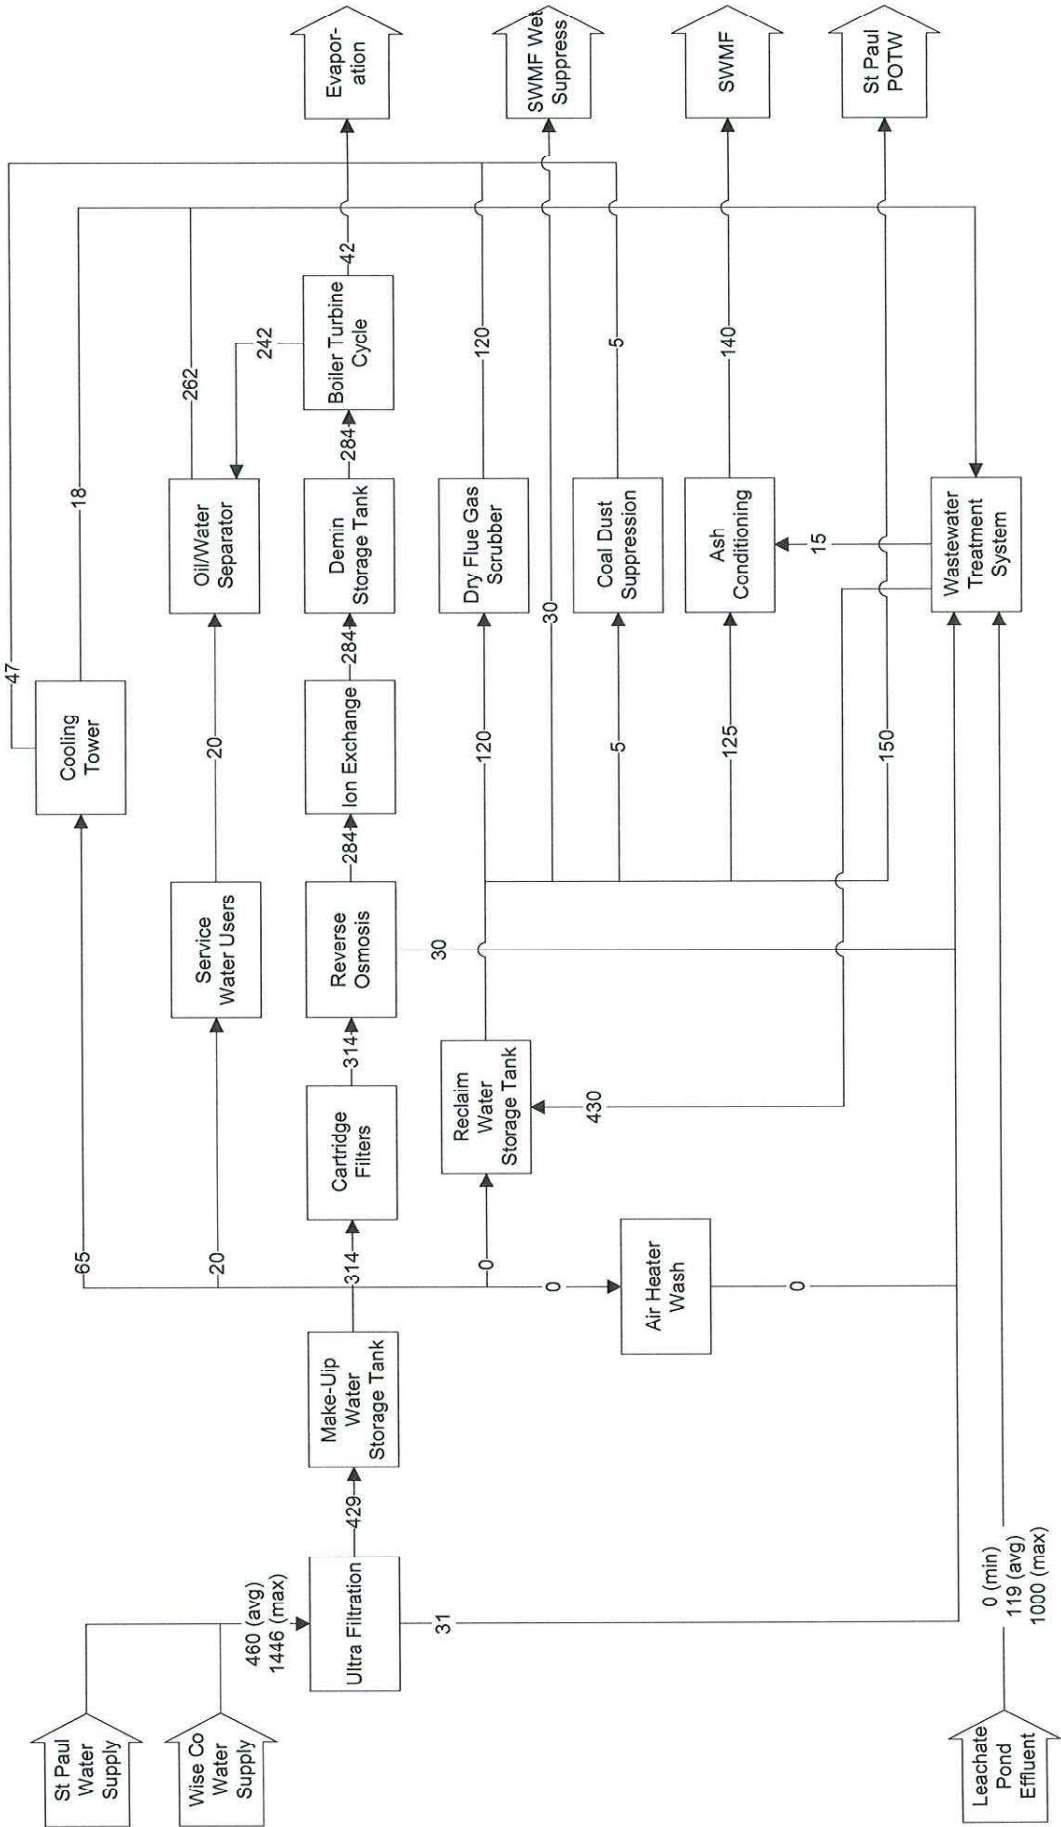 St Paul
Water
Supply
Wise Co
Water
Supply
460 (avg)
1446 (max)
Ultra Filtration
31
429
Make-Uip
Water
Storage Tank
65
20
314
0
0
Air Heater
Wash
0
Cooling
Tower
47
18
Service
Water Users
20
Oil/Water
Separator
262
242
Cartridge
Filters
314
Reverse
Osmosis
30
284
Ion Exchange
284
Demin
Storage Tank
284
Boiler Turbine
Cycle
42
Evapor-
ation
Reclaim
Water
Storage Tank
430
120
Dry Flue Gas
Scrubber
120
30
SWMF Wet
Suppress
5
Coal Dust
Suppression
5
125
Ash
Conditioning
140
SWMF
15
150
St Paul
POTW
Wastewater
Treatment
System
Leachate
Pond
Effluent
0 (min)
119 (avg)
1000 (max)